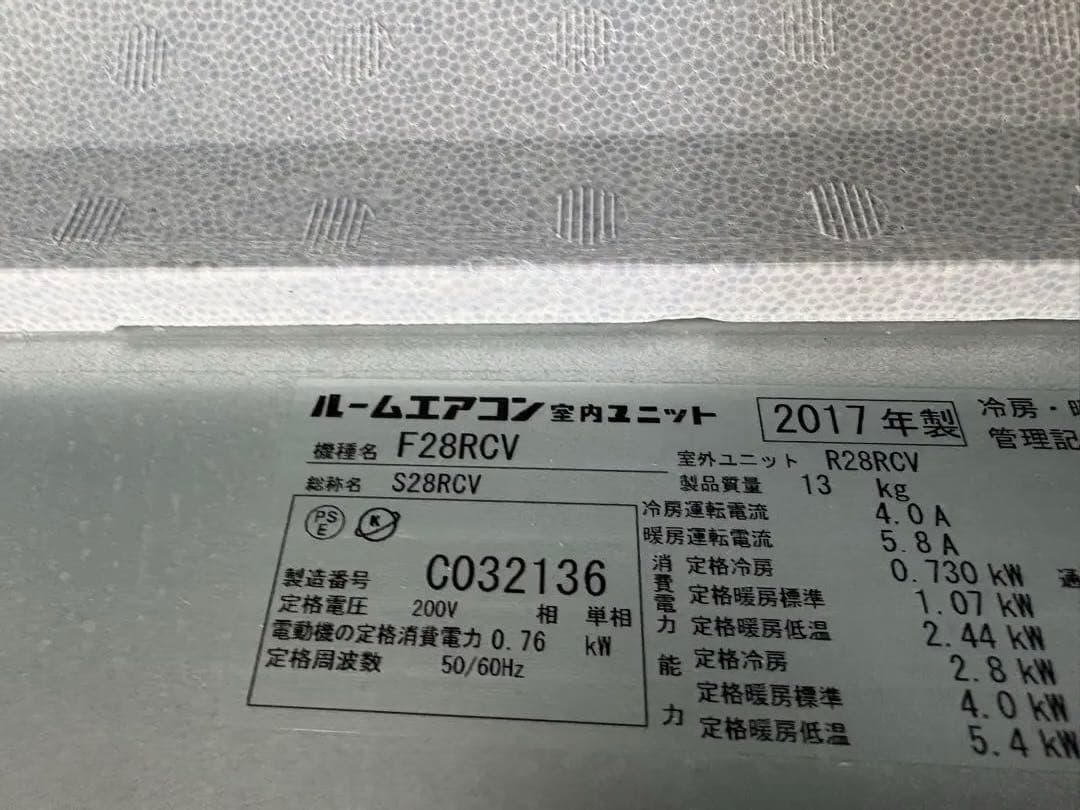 ルームエアコン 室内ユニット
2017 年製
冷房・暖
管理記
機種名 F28RCV
室外ユニット R28RCV
総称名 S28RCV
製品質量 13 kg
PS
E
K
冷房運転電流 4.0 A
暖房運転電流 5.8 A
製造番号 C032136
定格電圧 200V 相 単相
電動機の定格消費電力 0.76 kW
定格周波数 50/60Hz
消費電力
定格冷房 0.730 kW
通
定格暖房標準 1.07 kW
定格暖房低温 2.44 kW
能力
定格冷房 2.8 kW
定格暖房標準 4.0 kW
定格暖房低温 5.4 kW